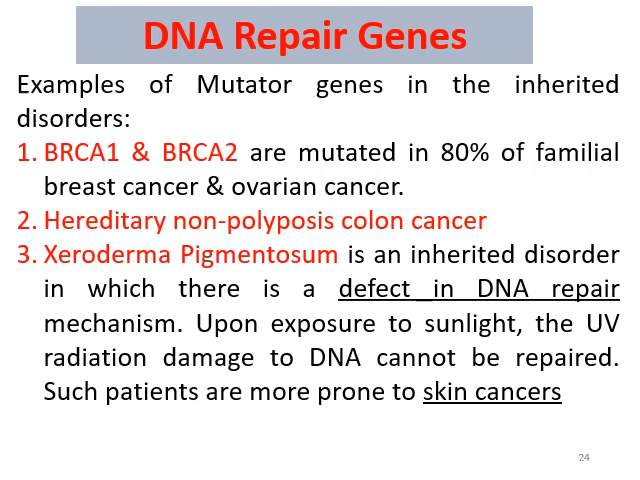 DNA Repair Genes
Examples of Mutator genes in the inherited
disorders:
1. BRCA1 & BRCA2 are mutated in 80% of familial
breast cancer & ovarian cancer.
2. Hereditary non-polyposis colon cancer
3. Xeroderma Pigmentosum is an inherited disorder
in which there is a defect _in DNA repair
mechanism. Upon exposure to sunlight, the UV
radiation damage to DNA cannot be repaired.
Such patients are more prone to skin cancers
24